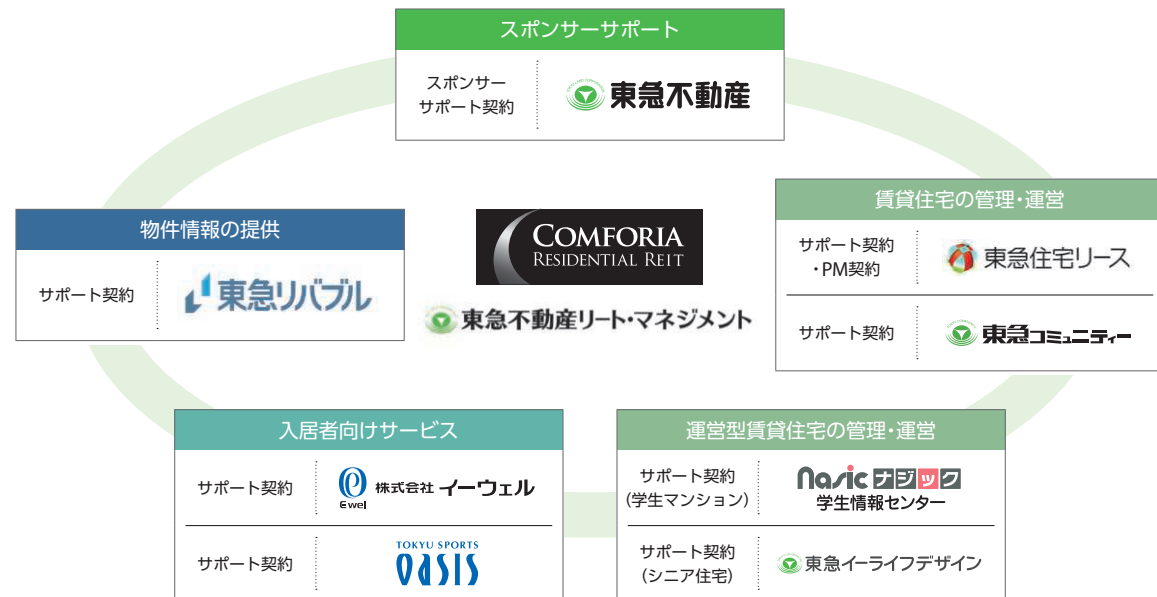 スポンサーサポート
スポンサー
サポート契約
東急不動産
物件情報の提供
サポート契約
東急リバブル
COMFORIA
RESIDENTIAL REIT
東急不動産リート・マネジメント
賃貸住宅の管理・運営
サポート契約
・PM契約
東急住宅リース
サポート契約
東急コミュニティー
入居者向けサービス
サポート契約
Ewel
株式会社 イーウェル
サポート契約
TOKYU SPORTS
OASIS
運営型賃貸住宅の管理・運営
サポート契約
(学生マンション)
nasic ナジック
学生情報センター
サポート契約
(シニア住宅)
東急イーライフデザイン